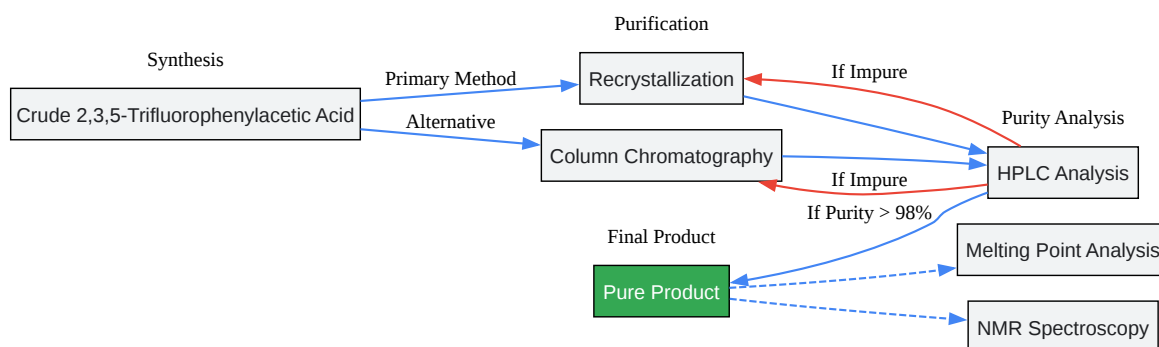 Purification
Synthesis
Recrystallization
If Impure
Primary Method
Crude 2,3,5-Trifluorophenylacetic Acid
Alternative
Purity Analysis
Column Chromatography
HPLC Analysis
If Impure
If Purity > 98%
Final Product
Melting Point Analysis
Pure Product
NMR Spectroscopy